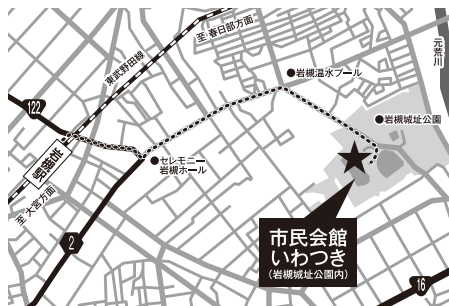 至・春日部方面
東武野田線
元荒川
岩槻温水プール
122
岩槻城址公園
岩槻駅
セレモニー
岩槻ホール
至・大宮方面
2
市民会館
いわつき
(岩槻城址公園内)
16